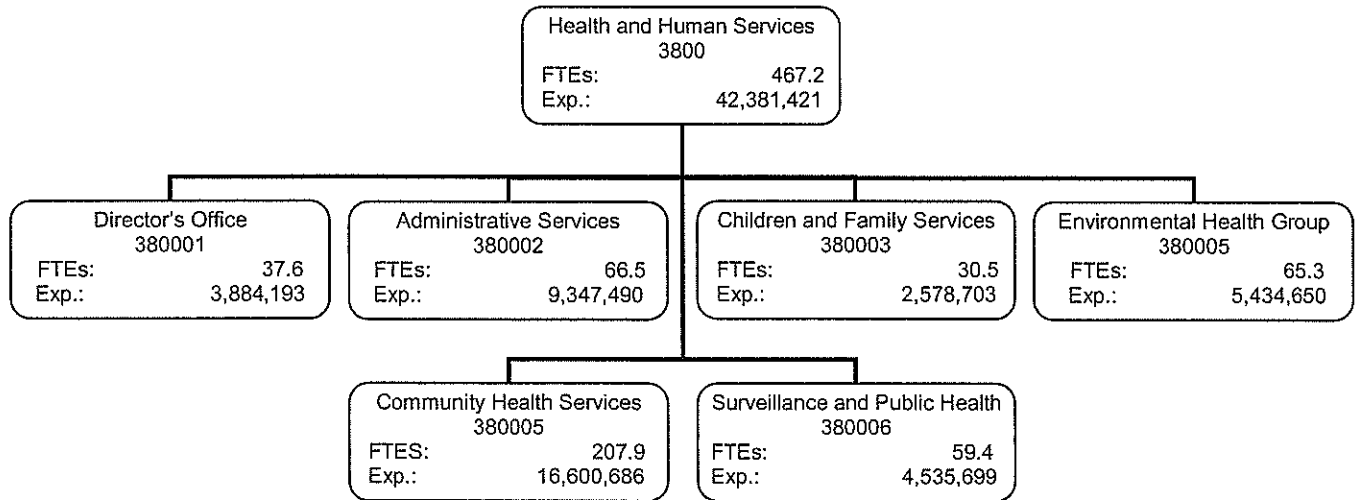 Health and Human Services
3800
FTEs: 467.2
Exp.: 42,381,421
Director's Office
380001
FTEs: 37.6
Exp.: 3,884,193
Administrative Services
380002
FTEs: 66.5
Exp.: 9,347,490
Children and Family Services
380003
FTEs: 30.5
Exp.: 2,578,703
Environmental Health Group
380005
FTEs: 65.3
Exp.: 5,434,650
Community Health Services
380005
FTES: 207.9
Exp.: 16,600,686
Surveillance and Public Health
380006
FTEs: 59.4
Exp.: 4,535,699